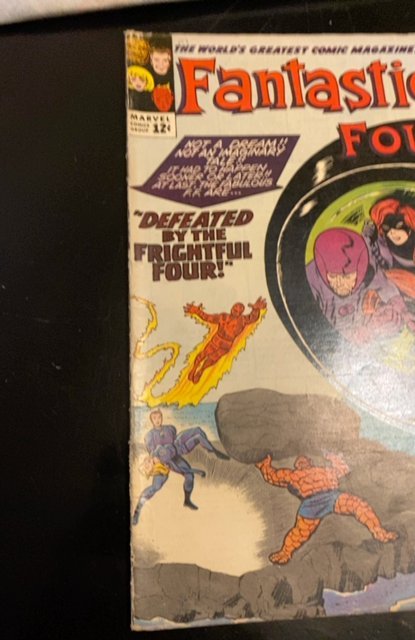 THE WORLD'S GREATEST COMIC MAGAZINE
Fantastic
FO
MARVEL
COMICS
GROUP
12¢
NOT A DREAM!!
NOT AN IMAGINARY
TALE!
IT HAD TO HAPPEN
SOONER OR LATER!!
AT LAST, THE FABULOUS
F.F. ARE...
"DEFEATED
BY THE
FRIGHTFUL
FOUR!"